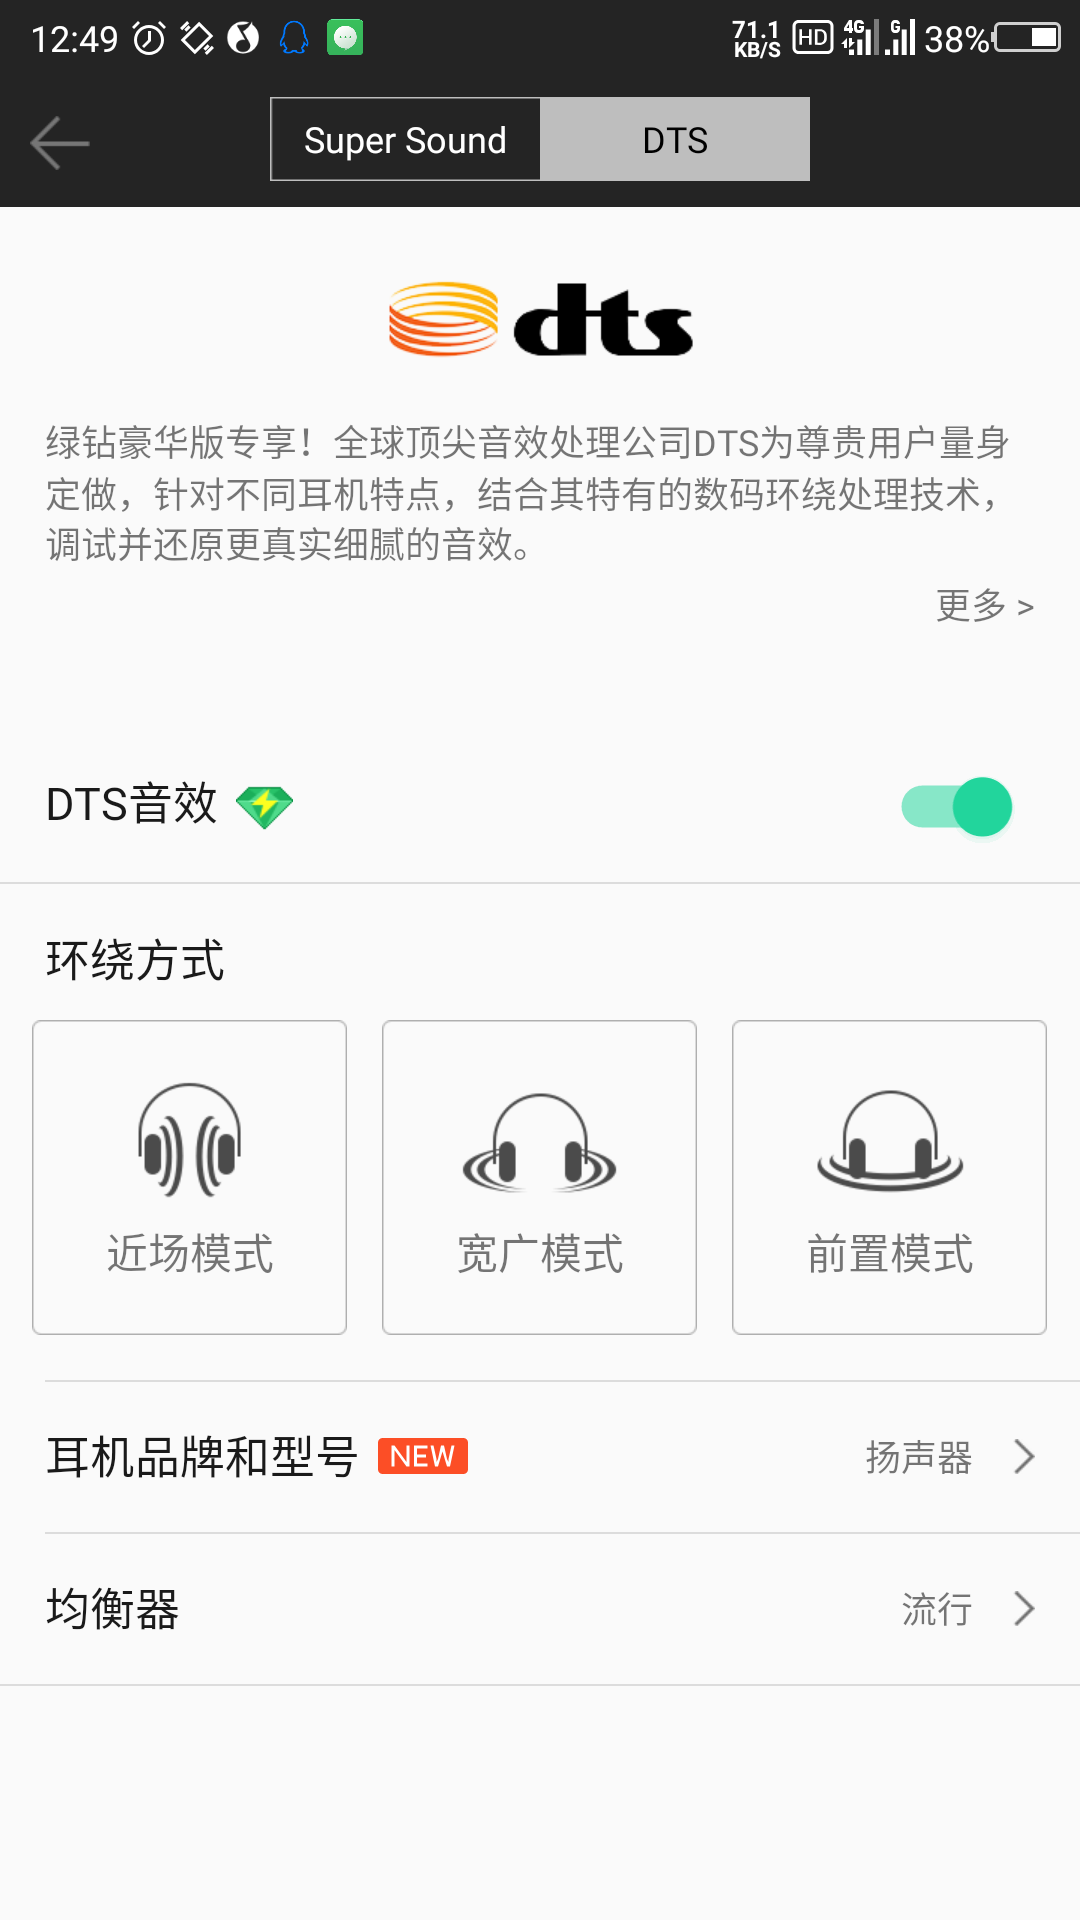 12:49
71.1 KB/S HD 4G G 38%
Super Sound DTS
dts
绿钻豪华版专享！全球顶尖音效处理公司DTS为尊贵用户量身
定做，针对不同耳机特点，结合其特有的数码环绕处理技术，
调试并还原更真实细腻的音效。
更多 >
DTS音效
环绕方式
近场模式 宽广模式 前置模式
耳机品牌和型号 NEW 扬声器
均衡器 流行